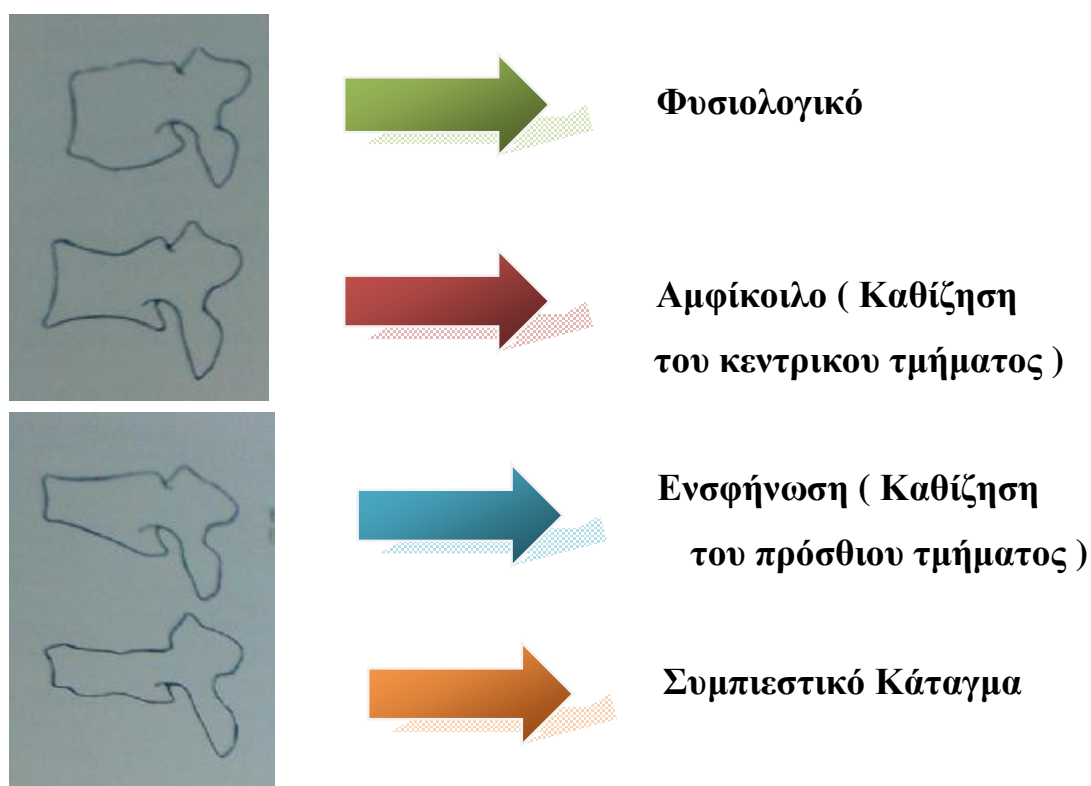 Φυσιολογικό
Αμφίκοιλο ( Καθίζηση
του κεντρικου τμήματος )
Ενσφήνωση ( Καθίζηση
του πρόσθιου τμήματος )
Συμπιεστικό Κάταγμα